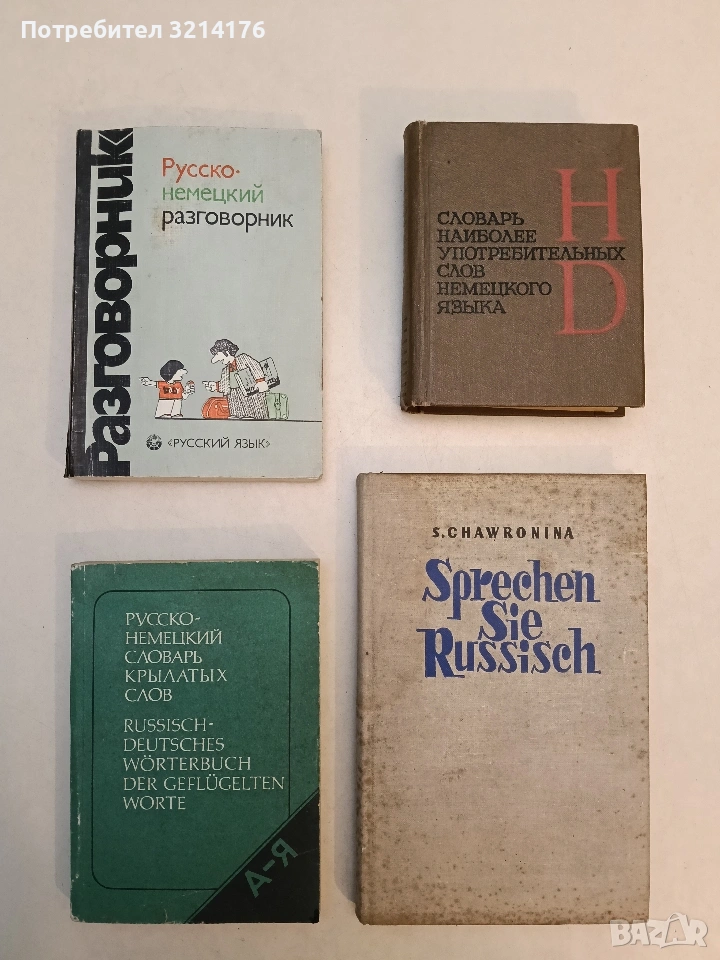 Потребител 3214176
Разговорник
Русско-
немецкий
разговорник
«РУССКИЙ ЯЗЫК»
Н
D
СЛОВАРЬ
НАИБОЛЕЕ
УПОТРЕБИТЕЛЬНЫХ
СЛОВ
НЕМЕЦКОГО
ЯЗЫКА
РУССКО-
НЕМЕЦКИЙ
СЛОВАРЬ
КРЫЛАТЫХ
СЛОВ
RUSSISCH-
DEUTSCHES
WÖRTERBUCH
DER GEFLÜGELTEN
WORTE
А-Я
S. CHAWRONINA
Sprechen
Sie
Russisch
BAZAR